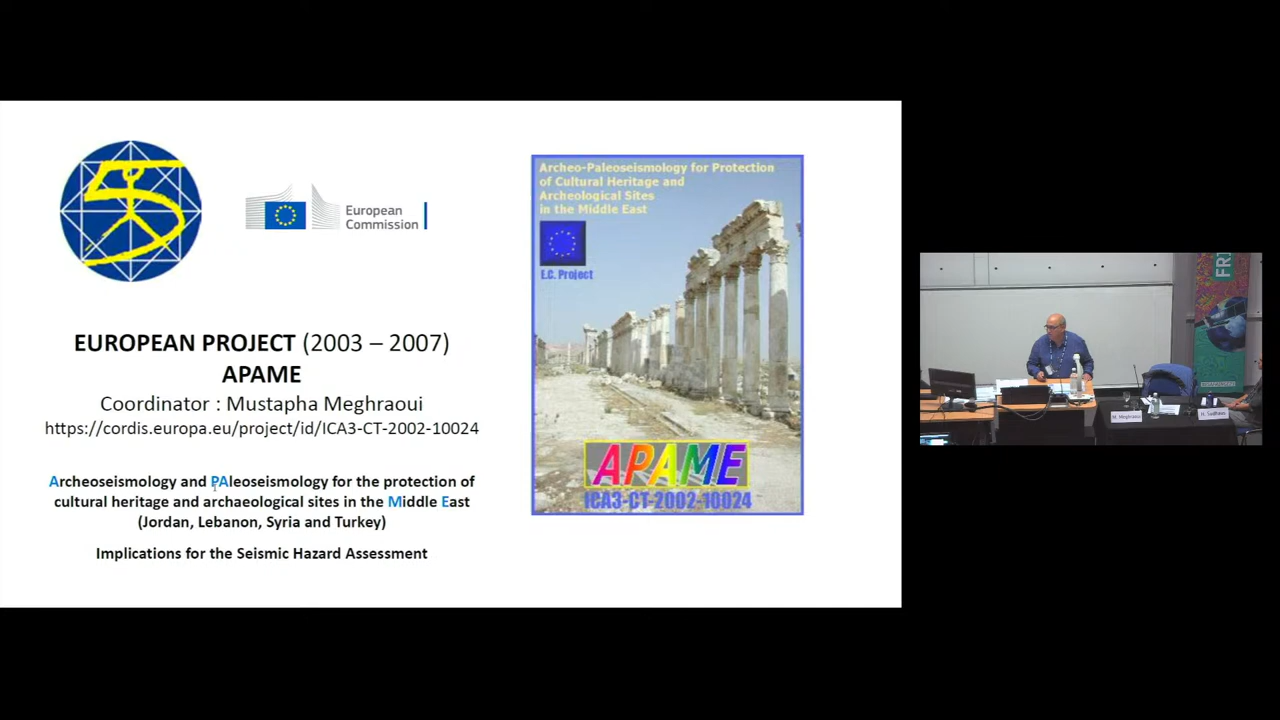 European
Commission
EUROPEAN PROJECT (2003 – 2007)
APAME
Coordinator : Mustapha Meghraoui
https://cordis.europa.eu/project/id/ICA3-CT-2002-10024
Archeoseismology and PAleoseismology for the protection of
cultural heritage and archaeological sites in the Middle East
(Jordan, Lebanon, Syria and Turkey)
Implications for the Seismic Hazard Assessment
Archeo-Paleoseismology for Protection
of Cultural Heritage and
Archeological Sites
in the Middle East
E.C. Project
APAME
ICA3-CT-2002-10024
FRI
M. Meghraoui